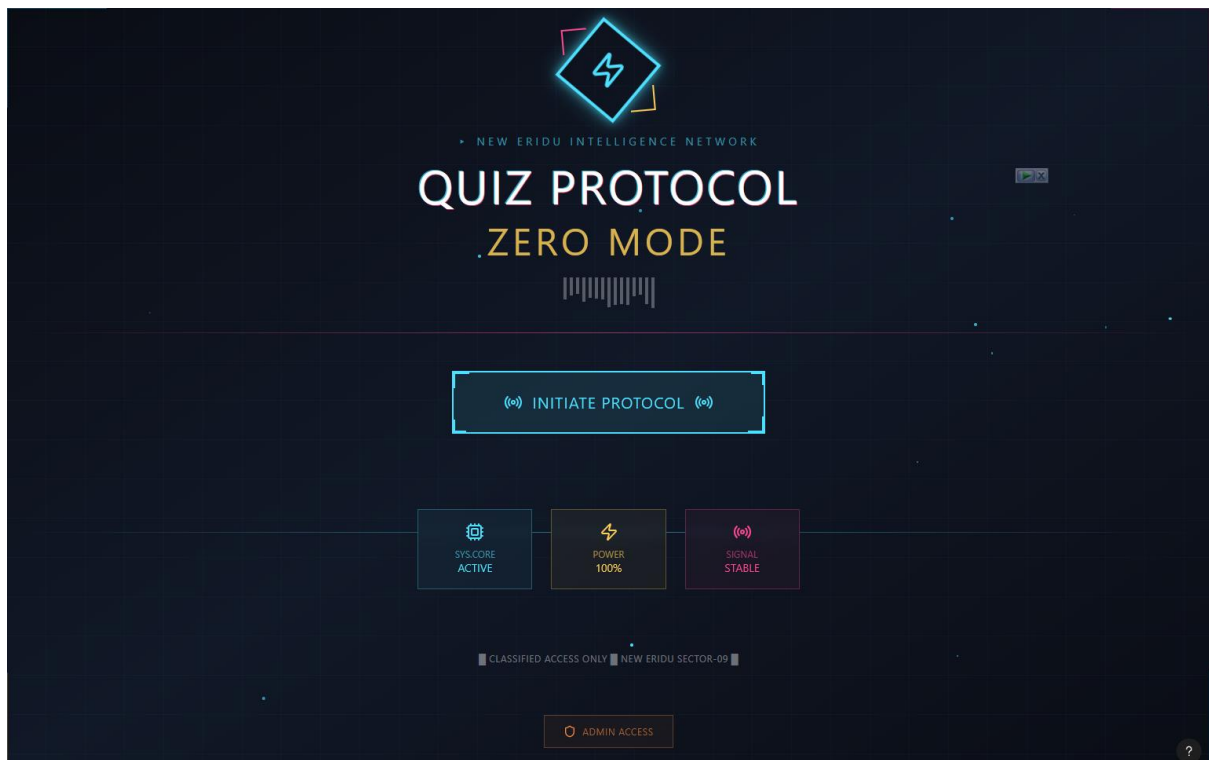 ▸ NEW ERIDU INTELLIGENCE NETWORK
QUIZ PROTOCOL
ZERO MODE
INITIATE PROTOCOL
SYS.CORE
ACTIVE
POWER
100%
SIGNAL
STABLE
█ CLASSIFIED ACCESS ONLY █ NEW ERIDU SECTOR-09 █
ADMIN ACCESS
?